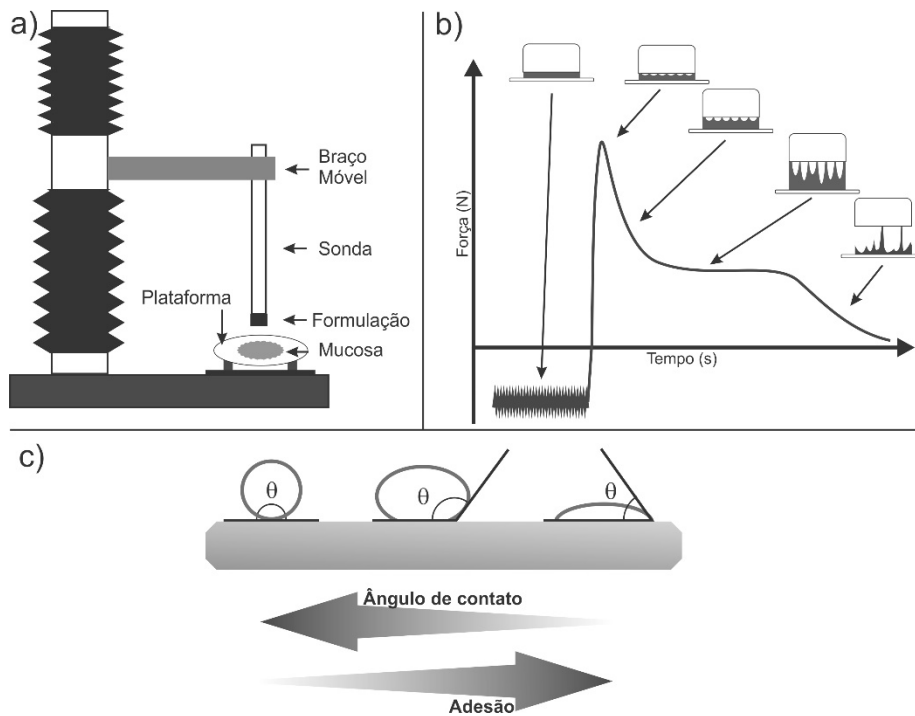 a)
Braço
Móvel
Sonda
Plataforma
Formulação
Mucosa
b)
Força (N)
Tempo (s)
c)
θ
θ
θ
Ângulo de contato
Adesão